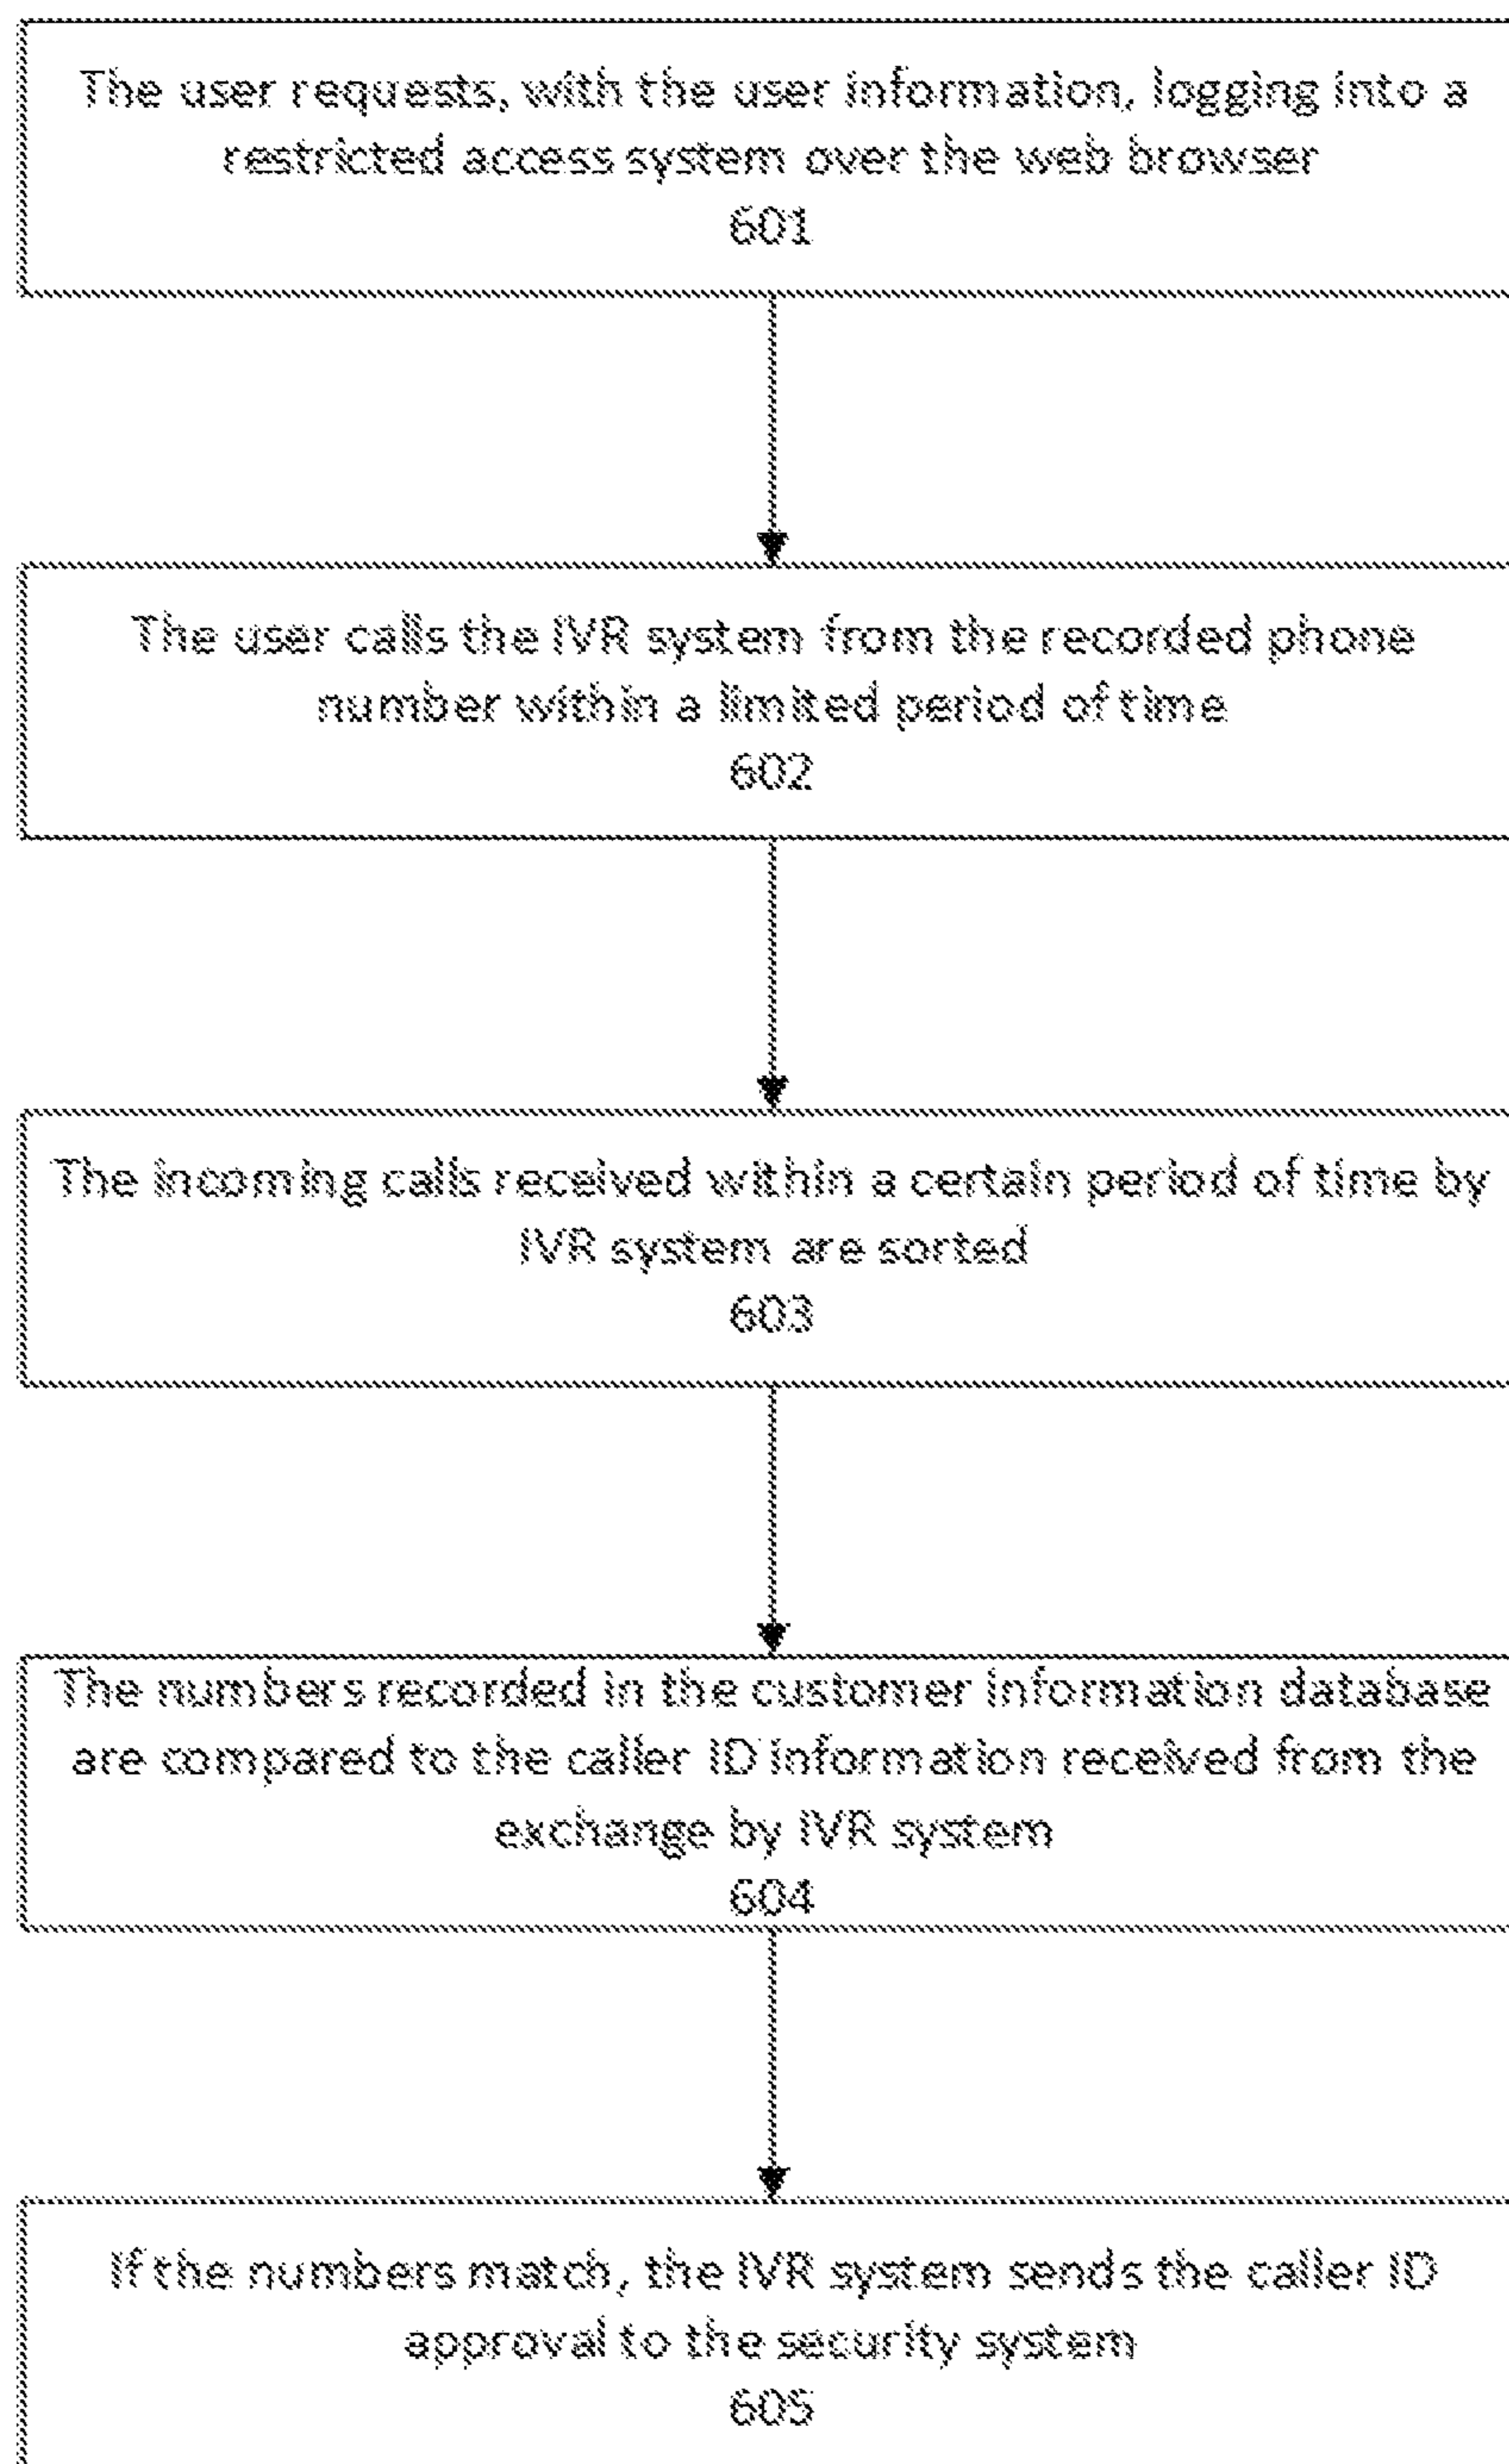 The user requests, with the user information, logging into a
restricted access system over the web browser
601
The user calls the IVR system from the recorded phone
number within a limited period of time
602
The incoming calls received within a certain period of time by
IVR system are sorted
603
The numbers recorded in the customer information database
are compared to the caller ID information received from the
exchange by IVR system
604
If the numbers match, the IVR system sends the caller ID
approval to the security system
605